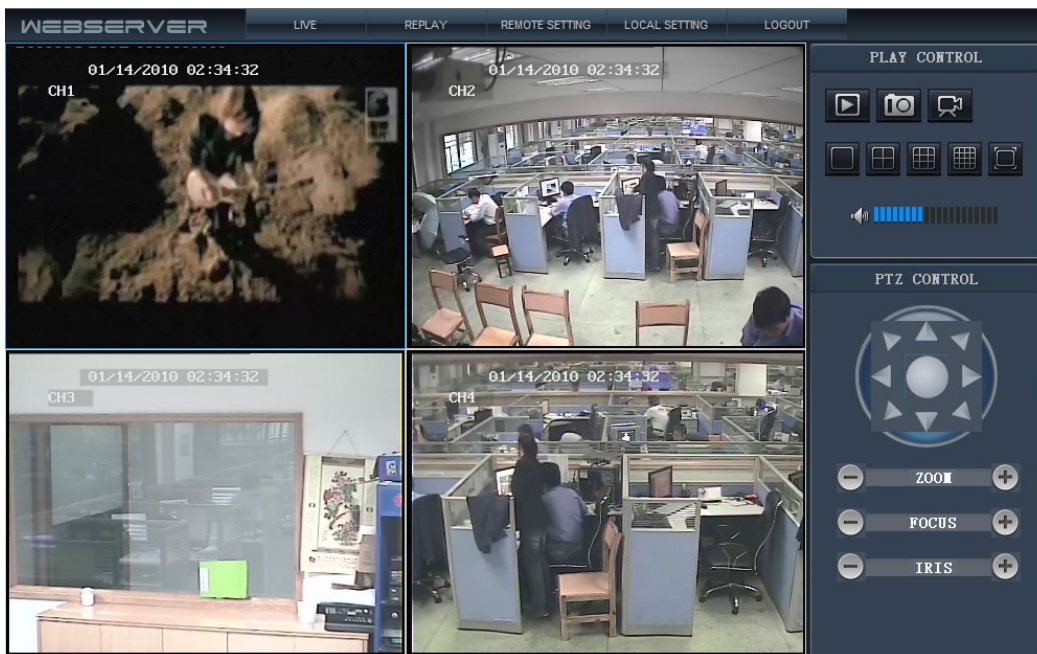 WEBSERVER
LIVE
REPLAY
REMOTE SETTING
LOCAL SETTING
LOGOUT
01/14/2010 02:34:32
CH1
01/14/2010 02:34:32
CH2
01/14/2010 02:34:32
CH3
01/14/2010 02:34:32
CH4
PLAY CONTROL
PTZ CONTROL
ZOOM
FOCUS
IRIS